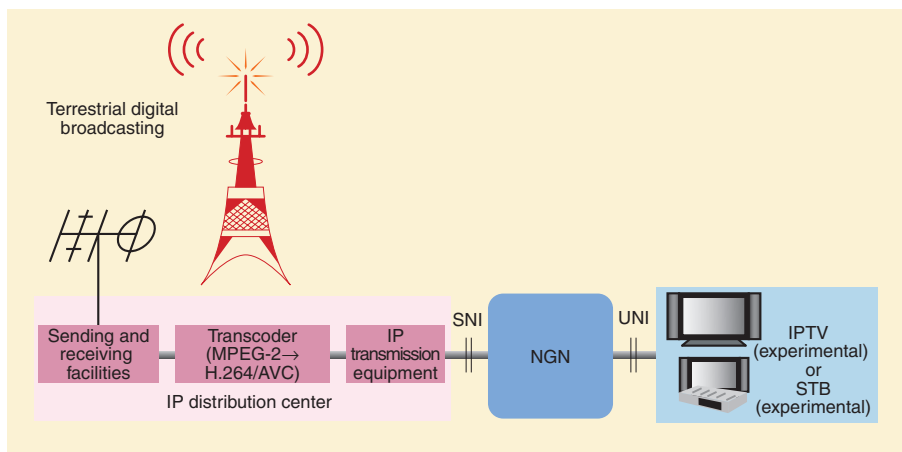 Terrestrial digital
broadcasting
Sending and
receiving
facilities
Transcoder
(MPEG-2→
H.264/AVC)
IP
transmission
equipment
IP distribution center
SNI
NGN
UNI
IPTV
(experimental)
or
STB
(experimental)